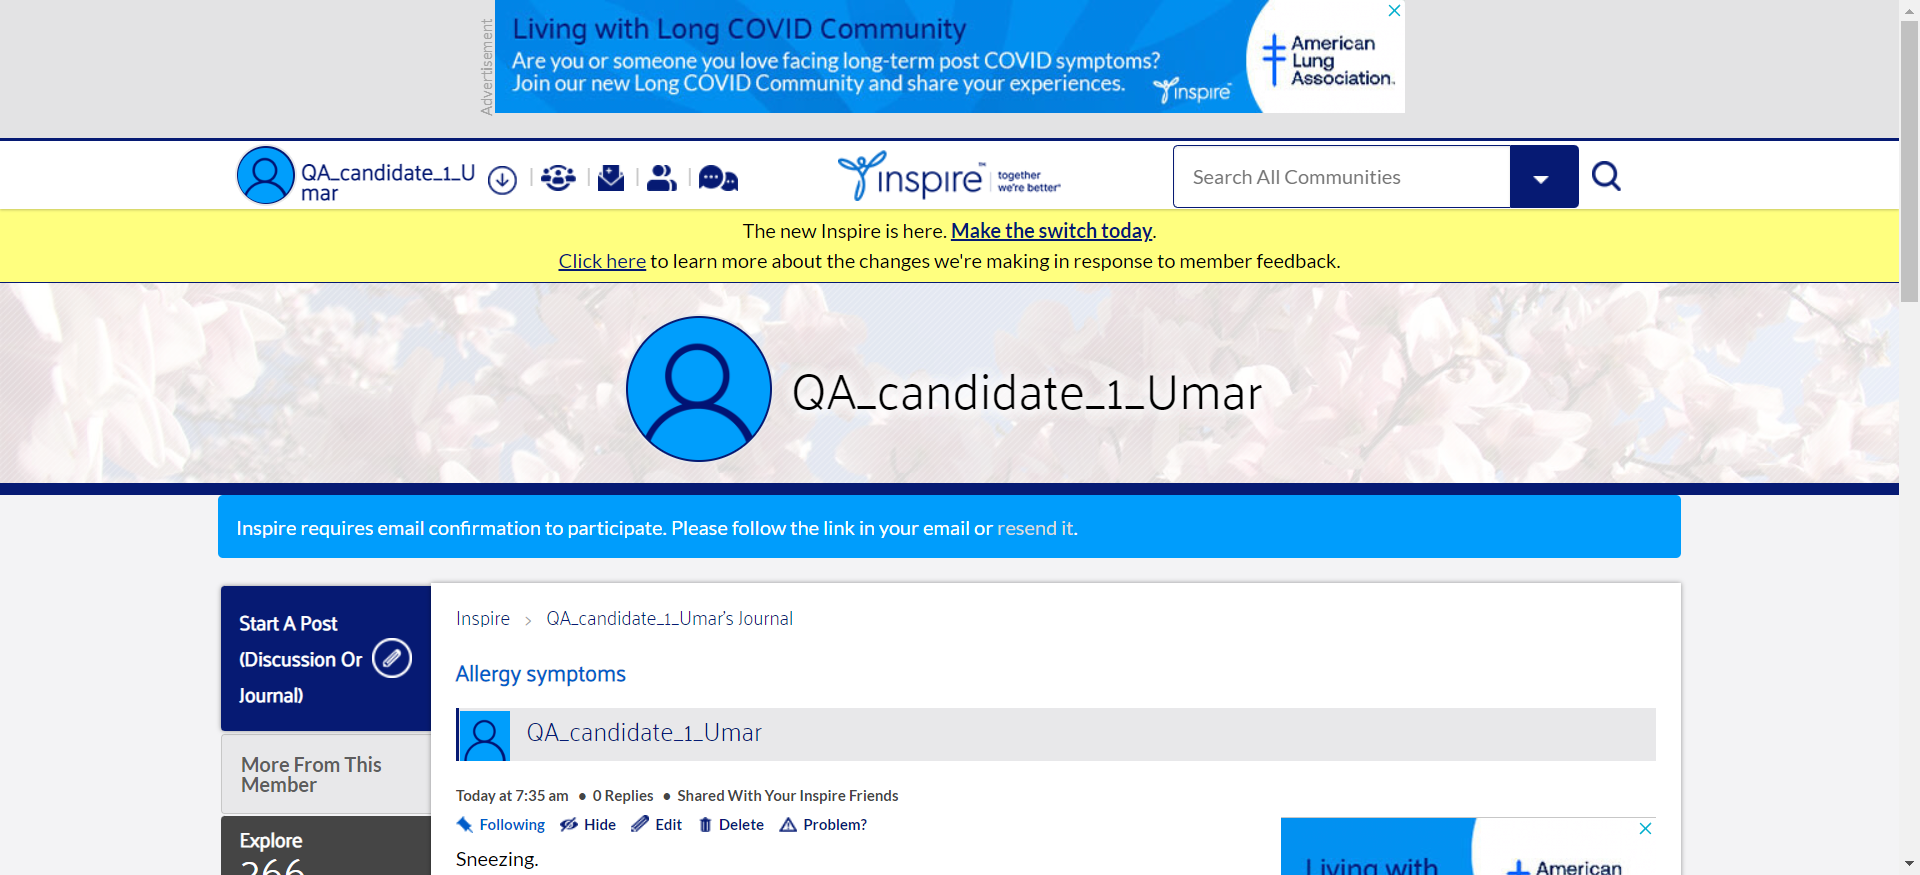 Advertisement
Living with Long COVID Community
Are you or someone you love facing long-term post COVID symptoms?
Join our new Long COVID Community and share your experiences.
inspire
American
Lung
Association.
QA_candidate_1_U
mar
inspire™
together
we're better®
Search All Communities
The new Inspire is here. Make the switch today.
Click here to learn more about the changes we're making in response to member feedback.
QA_candidate_1_Umar
Inspire requires email confirmation to participate. Please follow the link in your email or resend it.
Start A Post
(Discussion Or
Journal)
More From This
Member
Explore
266
Inspire > QA_candidate_1_Umar's Journal
Allergy symptoms
QA_candidate_1_Umar
Today at 7:35 am • 0 Replies • Shared With Your Inspire Friends
Following Hide Edit Delete Problem?
Sneezing.
Living with
American